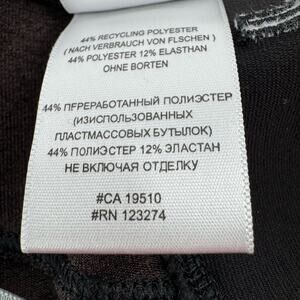 44% RECYCLING POLYESTER
(NACH VERBRAUCH VON FLSCHEN)
44% POLYESTER 12% ELASTHAN
OHNE BORTEN
44% ПЕРЕРАБОТАННЫЙ ПОЛИЭСТЕР
(ИЗИСПОЛЬЗОВАННЫХ
ПЛАСТМАССОВЫХ БУТЫЛОК)
44% ПОЛИЭСТЕР 12% ЭЛАСТАН
НЕ ВКЛЮЧАЯ ОТДЕЛКУ
#CA 19510
#RN 123274